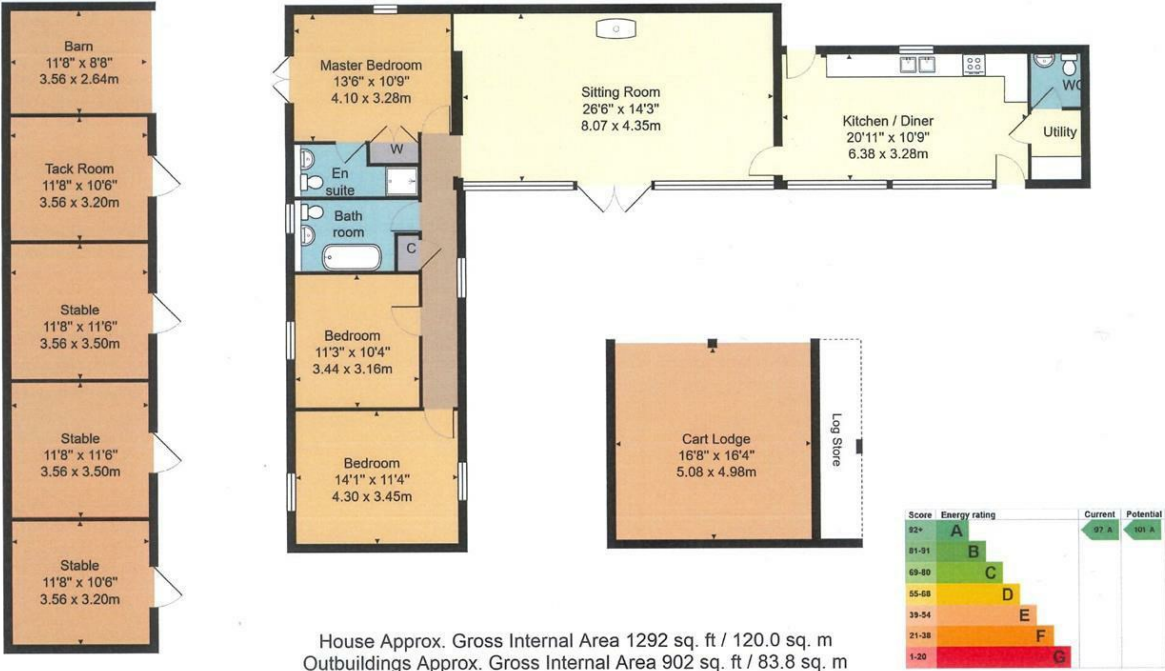 Barn
11'8" x 8'8"
3.56 x 2.64m
Tack Room
11'8" x 10'6"
3.56 x 3.20m
Stable
11'8" x 11'6"
3.56 x 3.50m
Stable
11'8" x 11'6"
3.56 x 3.50m
Stable
11'8" x 10'6"
3.56 x 3.20m
Master Bedroom
13'6" x 10'9"
4.10 x 3.28m
W
En
suite
Bath
room
C
Bedroom
11'3" x 10'4"
3.44 x 3.16m
Bedroom
14'1" x 11'4"
4.30 x 3.45m
Sitting Room
26'6" x 14'3"
8.07 x 4.35m
Kitchen / Diner
20'11" x 10'9"
6.38 x 3.28m
WC
Utility
Cart Lodge
16'8" x 16'4"
5.08 x 4.98m
Log Store
Score Energy rating Current Potential
92+ A 97 A 101 A
81-91 B
69-80 C
55-68 D
39-54 E
21-38 F
1-20 G
House Approx. Gross Internal Area 1292 sq. ft / 120.0 sq. m
Outbuildings Approx. Gross Internal Area 902 sq. ft / 83.8 sq. m